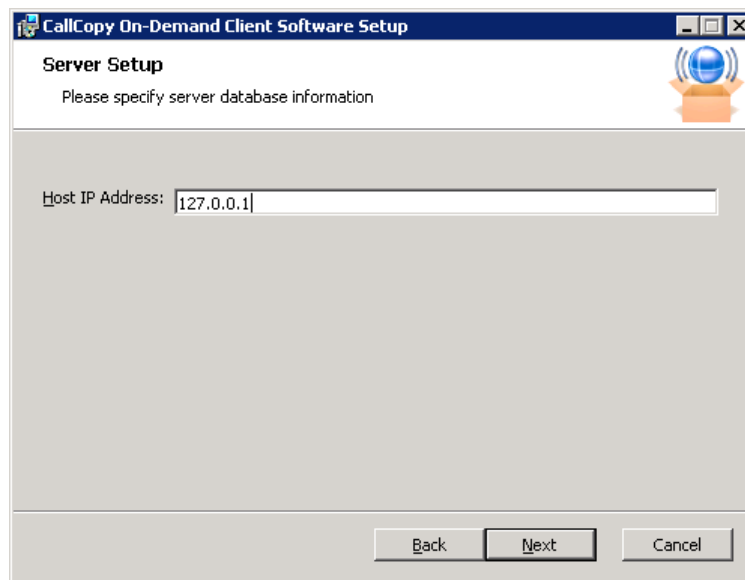 CallCopy On-Demand Client Software Setup
Server Setup
Please specify server database information
Host IP Address: 127.0.0.1
Back Next Cancel